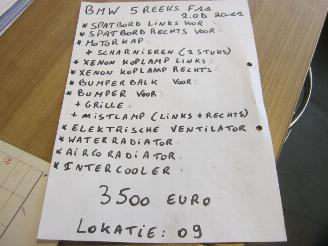 BMW 5 REEKS F11
2.0D 2011
* SPATBORD LINKS VOOR
* SPATBORD RECHTS VOOR
* MOTORKAP
+ SCHARNIEREN (2 STUKS)
* XENON KOPLAMP LINKS
* XENON KOPLAMP RECHTS
* BUMPERBALK VOOR
* BUMPER VOOR
+ GRILLE
+ MISTLAMP (LINKS + RECHTS)
* ELEKTRISCHE VENTILATOR
* WATERRADIATOR
* AIRCO RADIATOR
* INTERCOOLER
3500 EURO
LOKATIE: 09